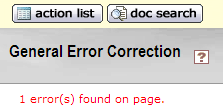 action list doc search
General Error Correction ?
1 error(s) found on page.